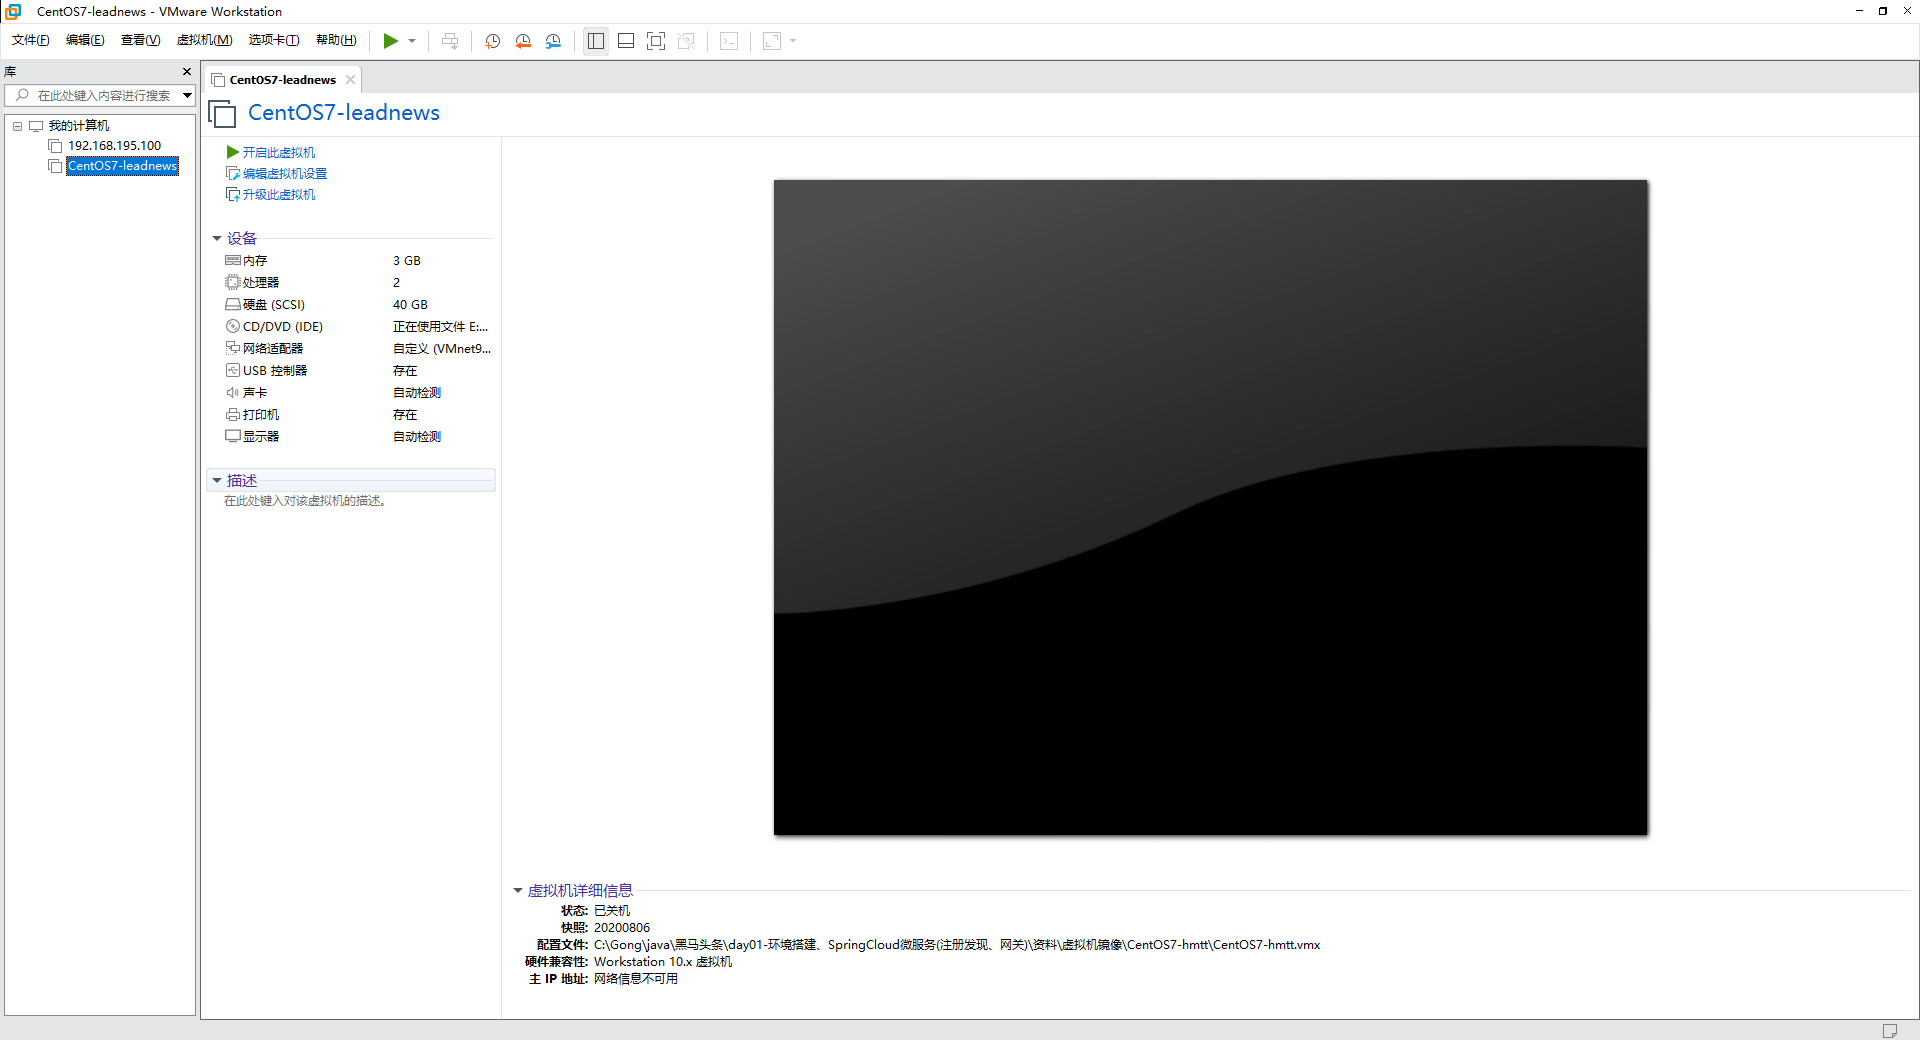 CentOS7-leadnews - VMware Workstation
文件(F) 编辑(E) 查看(V) 虚拟机(M) 选项卡(T) 帮助(H)
库
在此处键入内容进行搜索
我的计算机
192.168.195.100
CentOS7-leadnews
CentOS7-leadnews
CentOS7-leadnews
开启此虚拟机
编辑虚拟机设置
升级此虚拟机
设备
内存 3 GB
处理器 2
硬盘 (SCSI) 40 GB
CD/DVD (IDE) 正在使用文件 E:...
网络适配器 自定义 (VMnet9...
USB 控制器 存在
声卡 自动检测
打印机 存在
显示器 自动检测
描述
在此处键入对该虚拟机的描述。
虚拟机详细信息
状态: 已关机
快照: 20200806
配置文件: C:\Gong\java\黑马头条\day01-环境搭建、SpringCloud微服务(注册发现、网关)\资料\虚拟机镜像\CentOS7-hmtt\CentOS7-hmtt.vmx
硬件兼容性: Workstation 10.x 虚拟机
主 IP 地址: 网络信息不可用